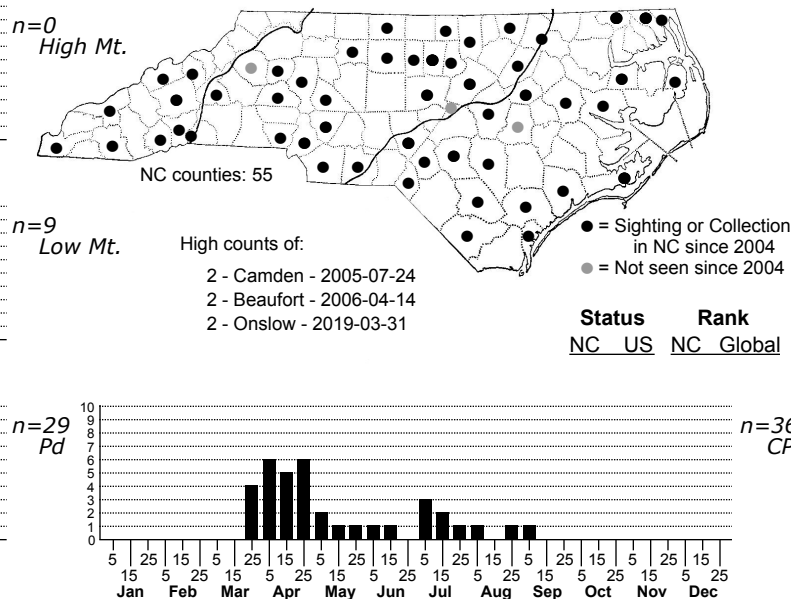 n=0
High Mt.
NC counties: 55
n=9
Low Mt.
High counts of:
2 - Camden - 2005-07-24
2 - Beaufort - 2006-04-14
2 - Onslow - 2019-03-31
= Sighting or Collection
in NC since 2004
= Not seen since 2004
Status Rank
NC US NC Global
n=29
Pd
n=36
10
9
8
7
6
5
4
3
2
1
0
5 25 15 5 25 15 5 25 15 5 25 15 5 25 15 5 25 15
15 5 25 15 5 25 15 5 25 15 5 25 15 5 25 15 5 25
Jan Feb Mar Apr May Jun Jul Aug Sep Oct Nov Dec